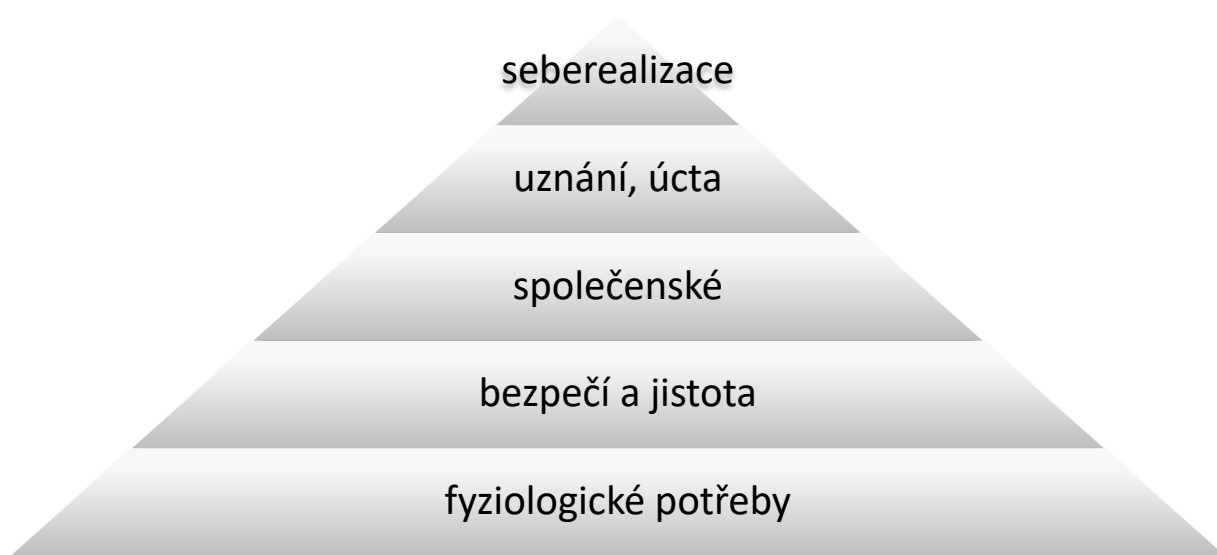 seberealizace
uznání, úcta
společenské
bezpečí a jistota
fyziologické potřeby